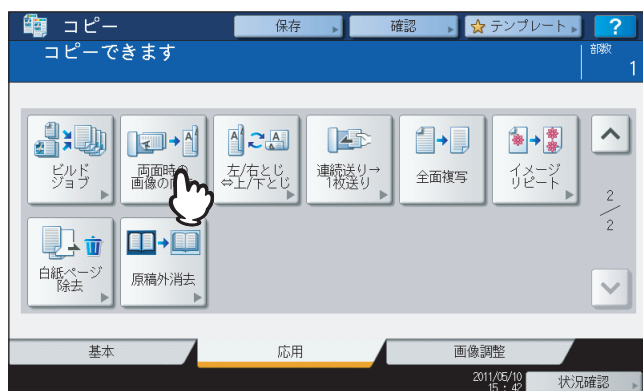 コピー
保存
確認
テンプレート
?
コピーできます
部数
1
ビルド
ジョブ
両面時の
画像の
左/右とじ
⇔上/下とじ
連続送り→
1枚送り
全面複写
イメージ
リピート
2
2
白紙ページ
除去
原稿外消去
基本
応用
画像調整
2011/05/10
15:42
状況確認